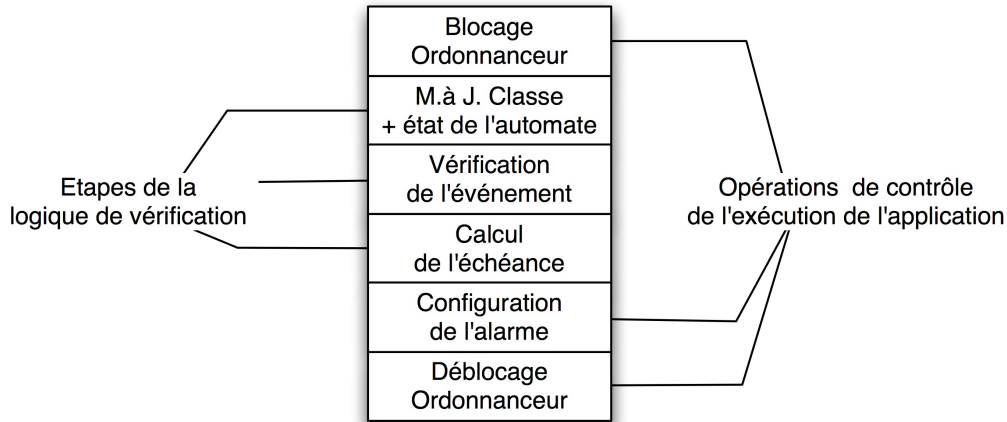 Blocage
Ordonnanceur
M.à J. Classe
+ état de l'automate
Vérification
de l'événement
Calcul
de l'échéance
Configuration
de l'alarme
Déblocage
Ordonnanceur
Etapes de la
logique de vérification
Opérations de contrôle
de l'exécution de l'application